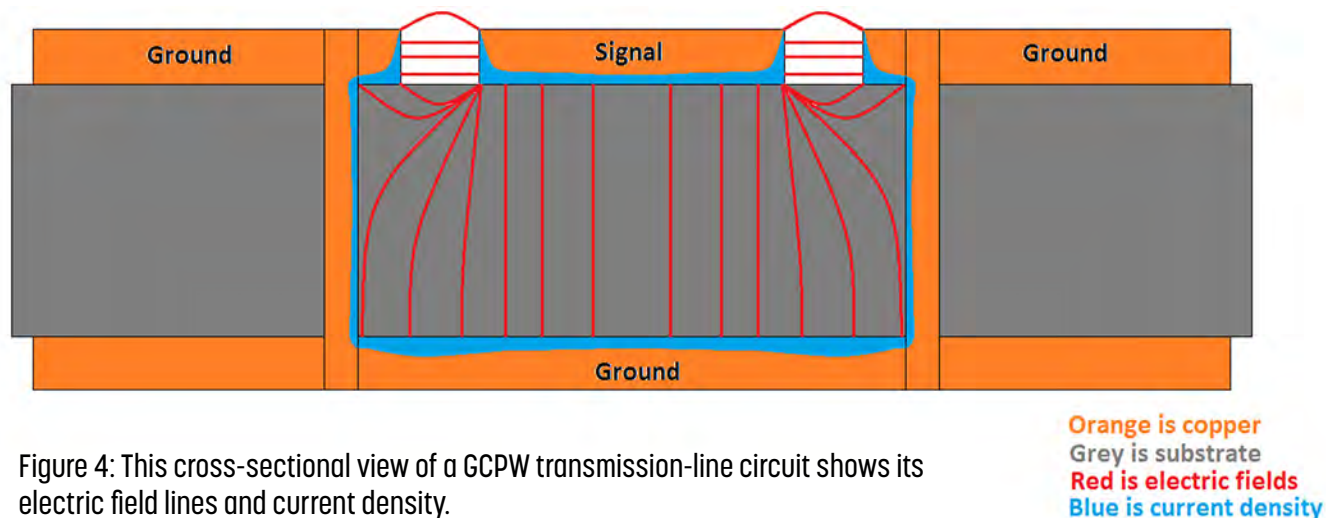 Ground
Signal
Ground
Ground
Orange is copper
Grey is substrate
Red is electric fields
Blue is current density
Figure 4: This cross-sectional view of a GCPW transmission-line circuit shows its
electric field lines and current density.